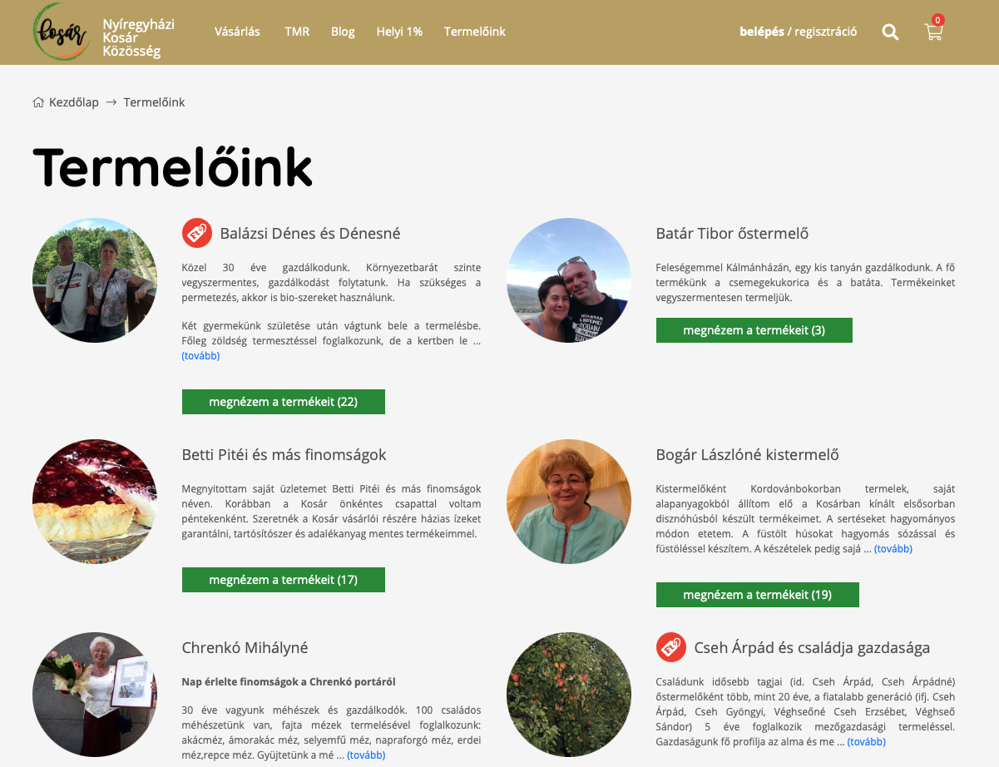 kosár
Nyíregyházi
Kosár
Közösség
Vásárlás
TMR
Blog
Helyi 1%
Termelőink
belépés / regisztráció
0
Kezdőlap → Termelőink
Termelőink
Balázsi Dénes és Dénesné
Közel 30 éve gazdálkodunk. Környezetbarát szinte
vegyszermentes, gazdálkodást folytatunk. Ha szükséges a
permetezés, akkor is bio-szereket használunk.
Két gyermekünk születése után vágtunk bele a termelésbe.
Főleg zöldség termesztéssel foglalkozunk, de a kertben le ...
(tovább)
megnézem a termékeit (22)
Batár Tibor őstermelő
Feleségemmel Kálmánházán, egy kis tanyán gazdálkodunk. A fő
termékünk a csemegekukorica és a batáta. Termékeinket
vegyszermentesen termeljük.
megnézem a termékeit (3)
Betti Pitéi és más finomságok
Megnyitottam saját üzletemet Betti Pitéi és más finomságok
néven. Korábban a Kosár önkéntes csapattal voltam
péntekenként. Szeretnék a Kosár vásárlói részére házias ízeket
garantálni, tartósítószer és adalékanyag mentes termékeimmel.
megnézem a termékeit (17)
Bogár Lászlóné kistermelő
Kistermelőként Kordovánbokorban termelek, saját
alapanyagokból állítom elő a Kosárban kínált elsősorban
disznóhúsból készült termékeimet. A sertéseket hagyományos
módon etetem. A füstölt húsokat hagyomás sózással és
füstöléssel készítem. A készételek pedig sajá ... (tovább)
megnézem a termékeit (19)
Chrenkó Mihályné
Nap érlelte finomságok a Chrenkó portáról
30 éve vagyunk méhészek és gazdálkodók. 100 családos
méhészetünk van, fajta mézek termelésével foglalkozunk:
akácméz, ámorakác méz, selyemfű méz, napraforgó méz, erdei
méz,repce méz. Gyüjtetünk a mé ... (tovább)
Cseh Árpád és családja gazdasága
Családunk idősebb tagjai (id. Cseh Árpád, Cseh Árpádné)
őstermelőként több, mint 20 éve, a fiatalabb generáció (ifj. Cseh
Árpád, Cseh Gyöngyi, Véghseőné Cseh Erzsébet, Véghseő
Sándor) 5 éve foglalkozik mezőgazdasági termeléssel.
Gazdaságunk fő profilja az alma és me ... (tovább)